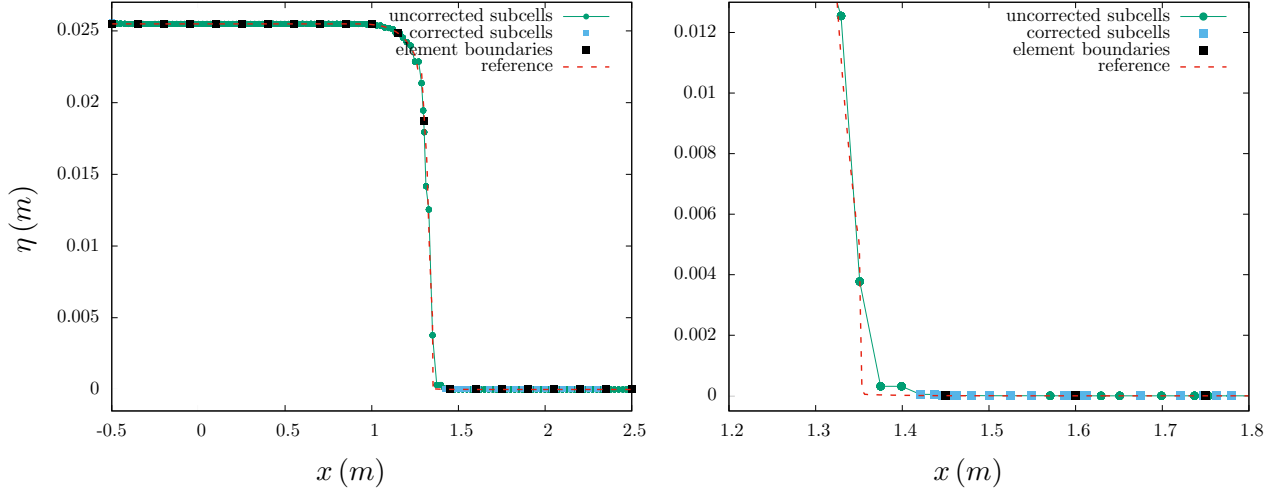 uncorrected subcells
corrected subcells
element boundaries
reference
0.025
0.02
0.015
0.01
0.005
0
η (m)
-0.5 0 0.5 1 1.5 2 2.5
x (m)
uncorrected subcells
corrected subcells
element boundaries
reference
0.012
0.01
0.008
0.006
0.004
0.002
0
1.2 1.3 1.4 1.5 1.6 1.7 1.8
x (m)